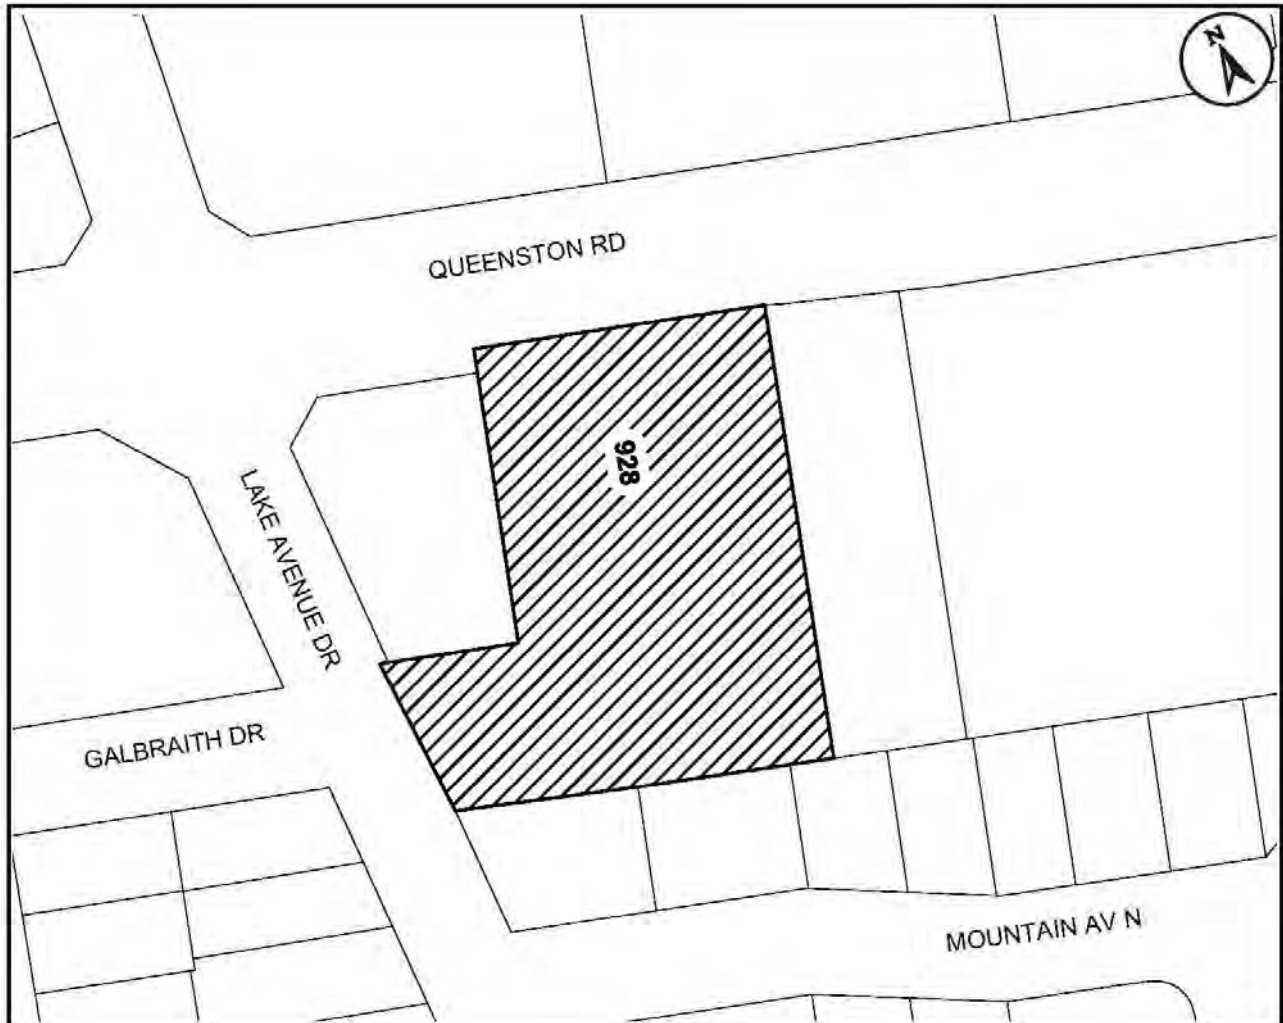 N
QUEENSTON RD
928
LAKE AVENUE DR
GALBRAITH DR
MOUNTAIN AV N